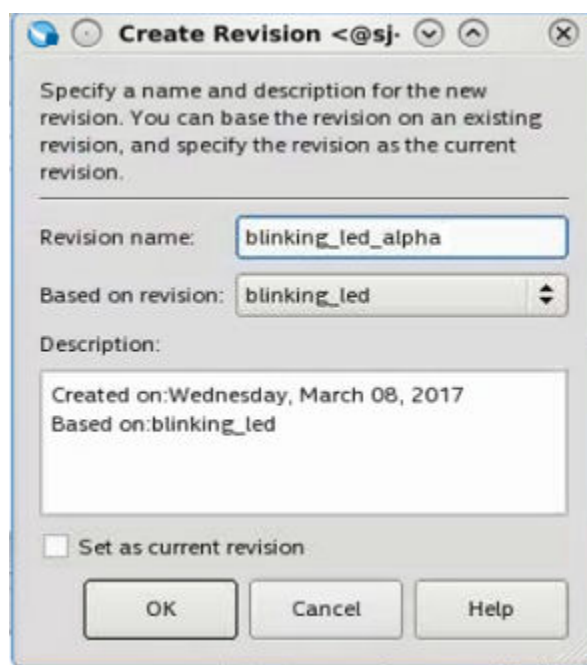 Create Revision <@sj-
Specify a name and description for the new
revision. You can base the revision on an existing
revision, and specify the revision as the current
revision.
Revision name: blinking_led_alpha
Based on revision: blinking_led
Description:
Created on:Wednesday, March 08, 2017
Based on:blinking_led
Set as current revision
OK Cancel Help